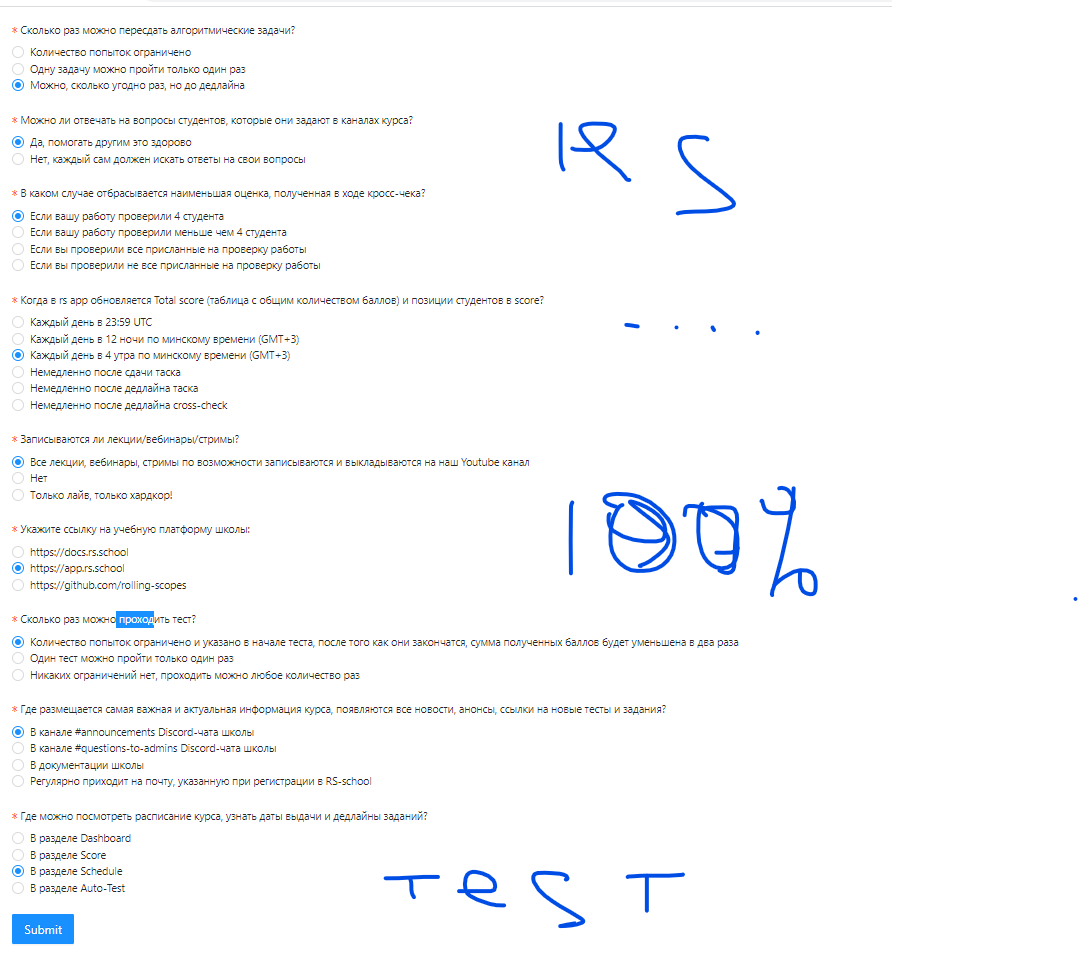 * Сколько раз можно пересдать алгоритмические задачи?
Количество попыток ограничено
Одну задачу можно пройти только один раз
Можно, сколько угодно раз, но до дедлайна
* Можно ли отвечать на вопросы студентов, которые они задают в каналах курса?
Да, помогать другим это здорово
Нет, каждый сам должен искать ответы на свои вопросы
RS
* В каком случае отбрасывается наименьшая оценка, полученная в ходе кросс-чека?
Если вашу работу проверили 4 студента
Если вашу работу проверили меньше чем 4 студента
Если вы проверили все присланные на проверку работы
Если вы проверили не все присланные на проверку работы
* Когда в rs app обновляется Total score (таблица с общим количеством баллов) и позиции студентов в score?
Каждый день в 23:59 UTC
- . . .
Каждый день в 12 ночи по минскому времени (GMT+3)
Каждый день в 4 утра по минскому времени (GMT+3)
Немедленно после сдачи таска
Немедленно после дедлайна таска
Немедленно после дедлайна cross-check
* Записываются ли лекции/вебинары/стримы?
Все лекции, вебинары, стримы по возможности записываются и выкладываются на наш Youtube канал
Нет
Только лайв, только хардкор!
100%
* Укажите ссылку на учебную платформу школы:
https://docs.rs.school
https://app.rs.school
https://github.com/rolling-scopes
* Сколько раз можно проходить тест?
Количество попыток ограничено и указано в начале теста, после того как они закончатся, сумма полученных баллов будет уменьшена в два раза
Один тест можно пройти только один раз
Никаких ограничений нет, проходить можно любое количество раз
* Где размещается самая важная и актуальная информация курса, появляются все новости, анонсы, ссылки на новые тесты и задания?
В канале #announcements Discord-чата школы
В канале #questions-to-admins Discord-чата школы
В документации школы
Регулярно приходит на почту, указанную при регистрации в RS-school
* Где можно посмотреть расписание курса, узнать даты выдачи и дедлайны заданий?
В разделе Dashboard
В разделе Score
В разделе Schedule
В разделе Auto-Test
TeST
Submit